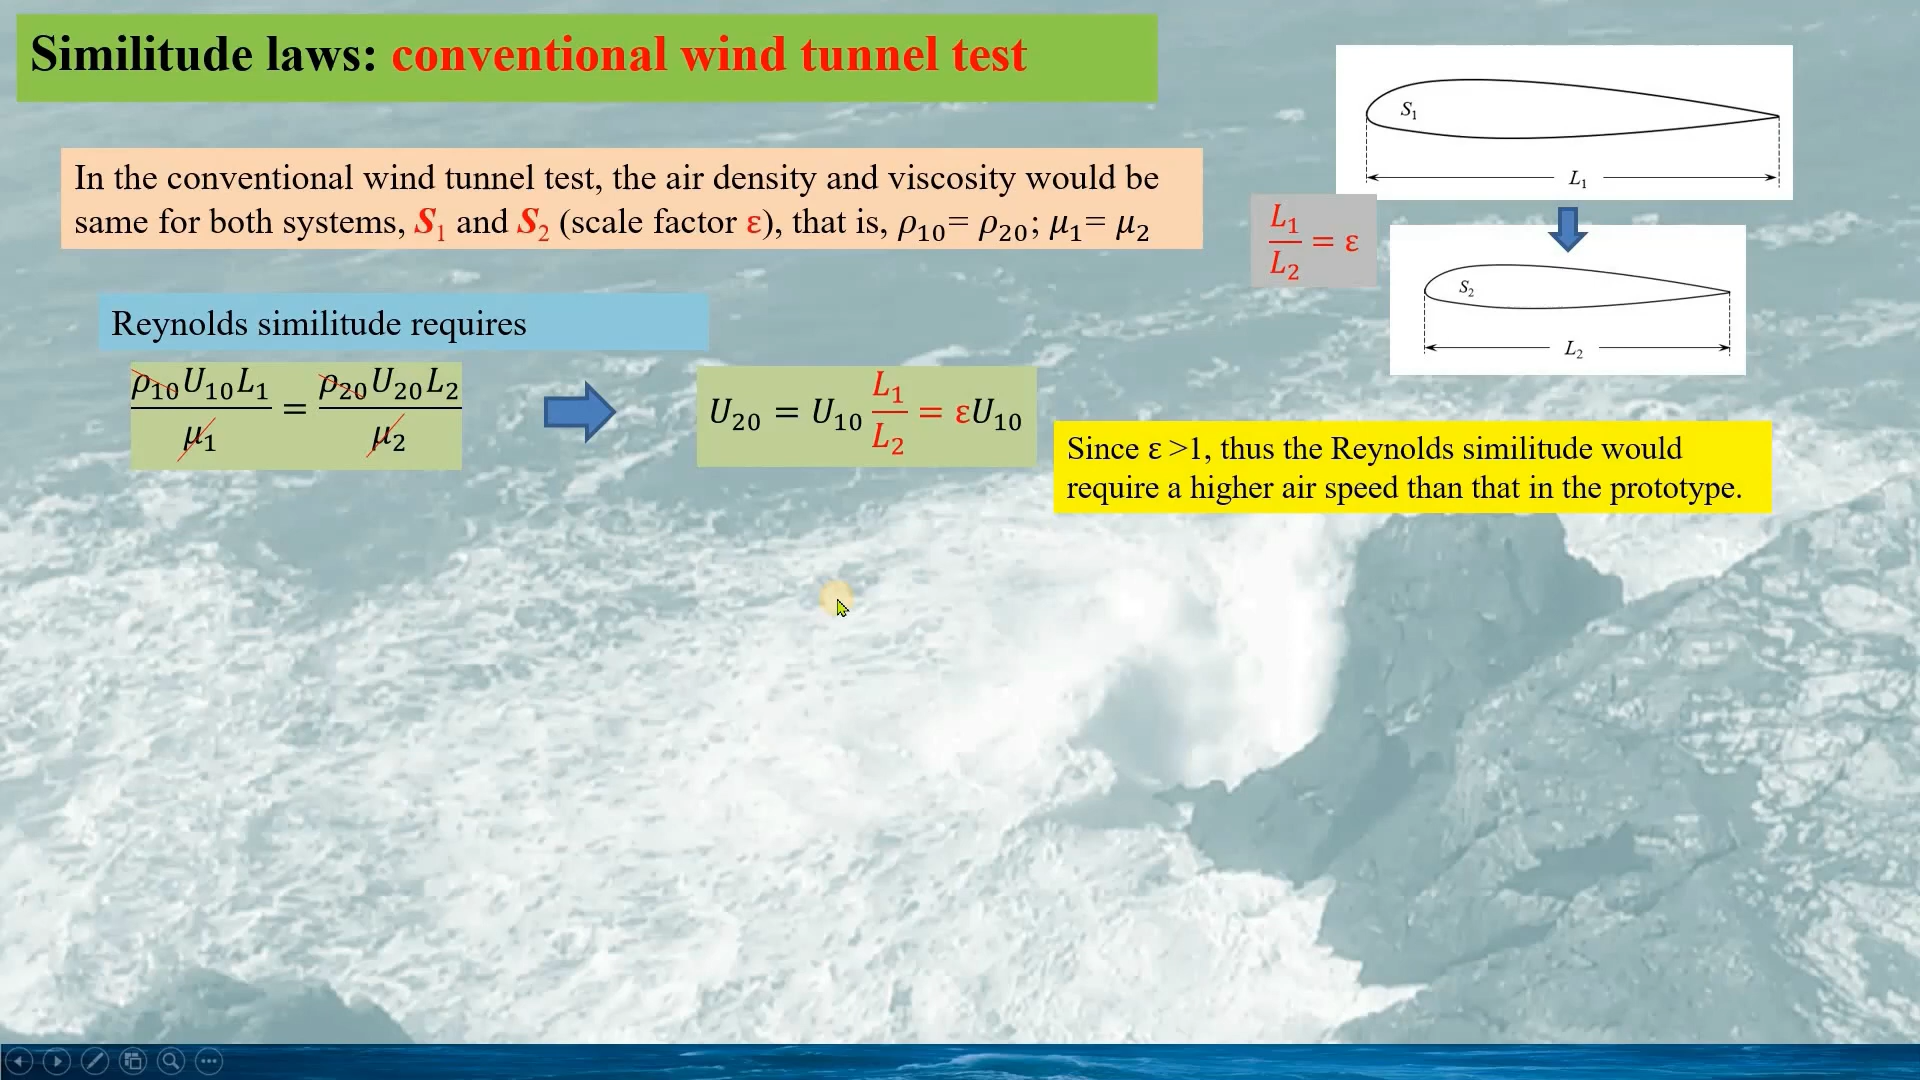 Similitude laws: conventional wind tunnel test
In the conventional wind tunnel test, the air density and viscosity would be
same for both systems, S₁ and S₂ (scale factor ε), that is, ρ₁₀= ρ₂₀; μ₁= μ₂
S₁
L₁
L₁/L₂ = ε
S₂
L₂
Reynolds similitude requires
ρ₁₀U₁₀L₁/μ₁ = ρ₂₀U₂₀L₂/μ₂
U₂₀ = U₁₀ L₁/L₂ = εU₁₀
Since ε >1, thus the Reynolds similitude would
require a higher air speed than that in the prototype.